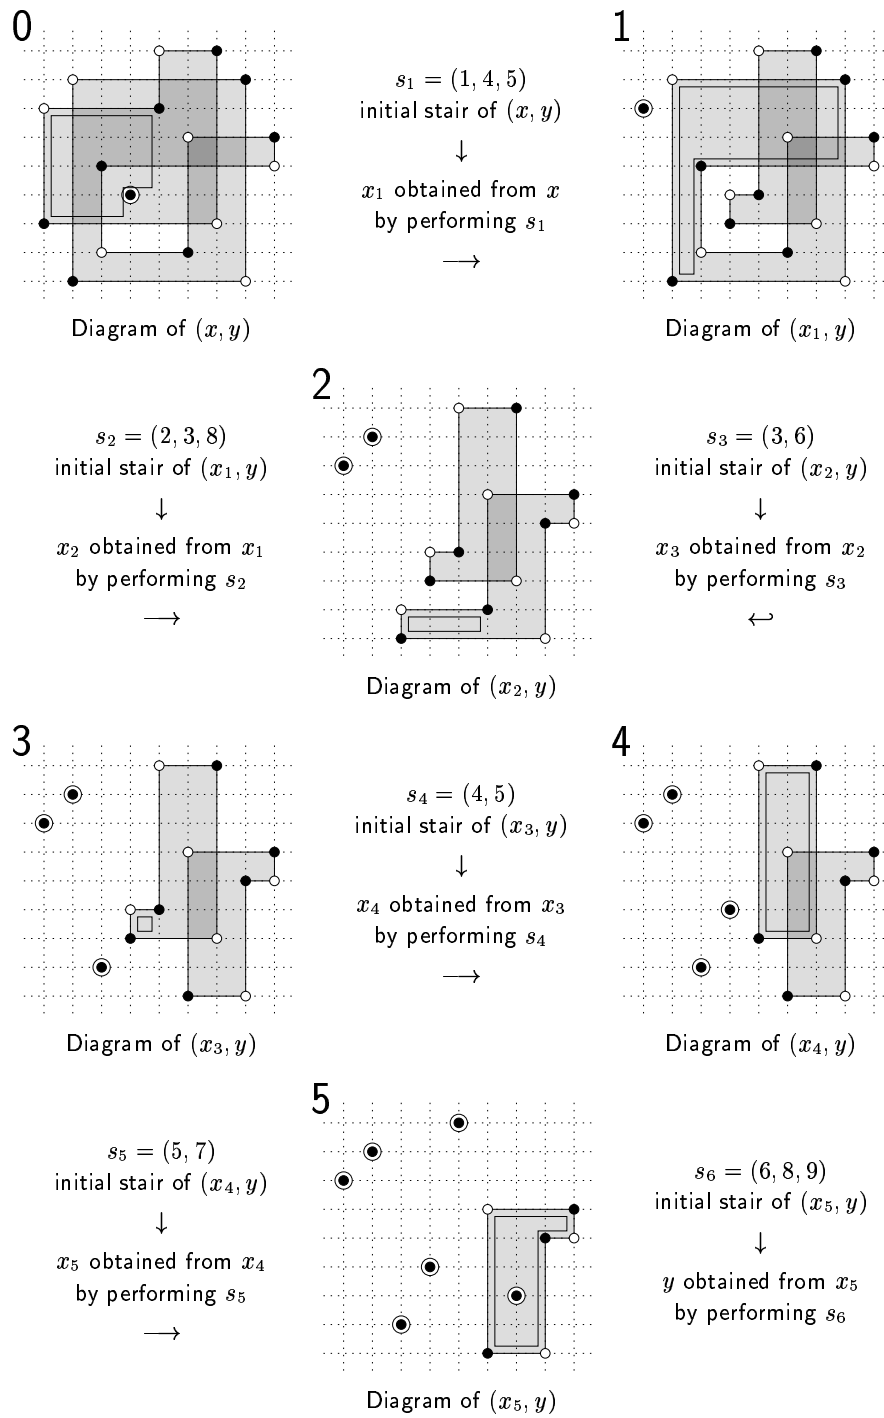 0
1
s₁ = (1, 4, 5)
initial stair of (x, y)
↓
x₁ obtained from x
by performing s₁
→
Diagram of (x, y)
Diagram of (x₁, y)
2
s₂ = (2, 3, 8)
initial stair of (x₁, y)
↓
x₂ obtained from x₁
by performing s₂
→
s₃ = (3, 6)
initial stair of (x₂, y)
↓
x₃ obtained from x₂
by performing s₃
↩
Diagram of (x₂, y)
3
4
s₄ = (4, 5)
initial stair of (x₃, y)
↓
x₄ obtained from x₃
by performing s₄
→
Diagram of (x₃, y)
Diagram of (x₄, y)
5
s₅ = (5, 7)
initial stair of (x₄, y)
↓
x₅ obtained from x₄
by performing s₅
→
s₆ = (6, 8, 9)
initial stair of (x₅, y)
↓
y obtained from x₅
by performing s₆
Diagram of (x₅, y)